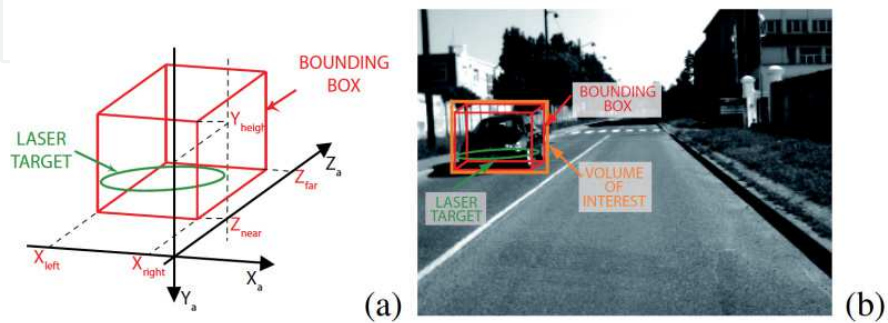 BOUNDING
BOX
LASER
TARGET
Y heigh
Z a
Z far
Z near
X left
X right
X a
Y a
(a)
BOUNDING
BOX
VOLUME
OF
INTEREST
LASER
TARGET
(b)